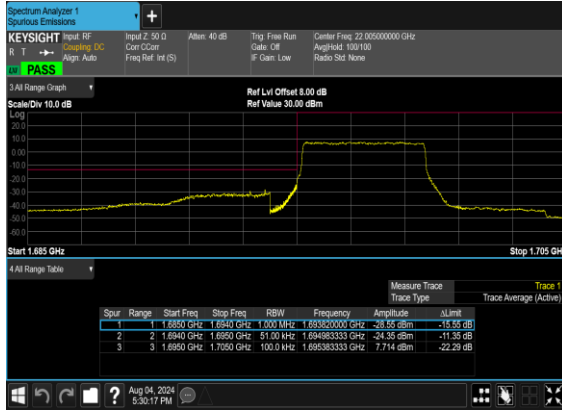 Spectrum Analyzer 1
Spurious Emissions
KEYSIGHT Input: RF Input Z: 50 Ω Atten: 40 dB Trig: Free Run Center Freq: 22.005000000 GHz
R T Coupling: DC Corr CCorr Gate: Off Avg|Hold: 100/100
Align: Auto Freq Ref: Int (S) IF Gain: Low Radio Std: None
PASS
3 All Range Graph
Ref Lvl Offset 8.00 dB
Scale/Div 10.0 dB Ref Value 30.00 dBm
Log
20.0
10.0
0.00
-10.0
-20.0
-30.0
-40.0
-50.0
-60.0
Start 1.685 GHz Stop 1.705 GH
4 All Range Table
Measure Trace Trace 1
Trace Type Trace Average (Active)
Spur Range Start Freq Stop Freq RBW Frequency Amplitude ΔLimit
1 1 1.6850 GHz 1.6940 GHz 1.000 MHz 1.693820000 GHz -28.55 dBm -15.55 dB
2 2 1.6940 GHz 1.6950 GHz 51.00 kHz 1.694983333 GHz -24.35 dBm -11.35 dB
3 3 1.6950 GHz 1.7050 GHz 100.0 kHz 1.695383333 GHz 7.714 dBm -22.29 dB
Aug 04, 2024
5:30:17 PM